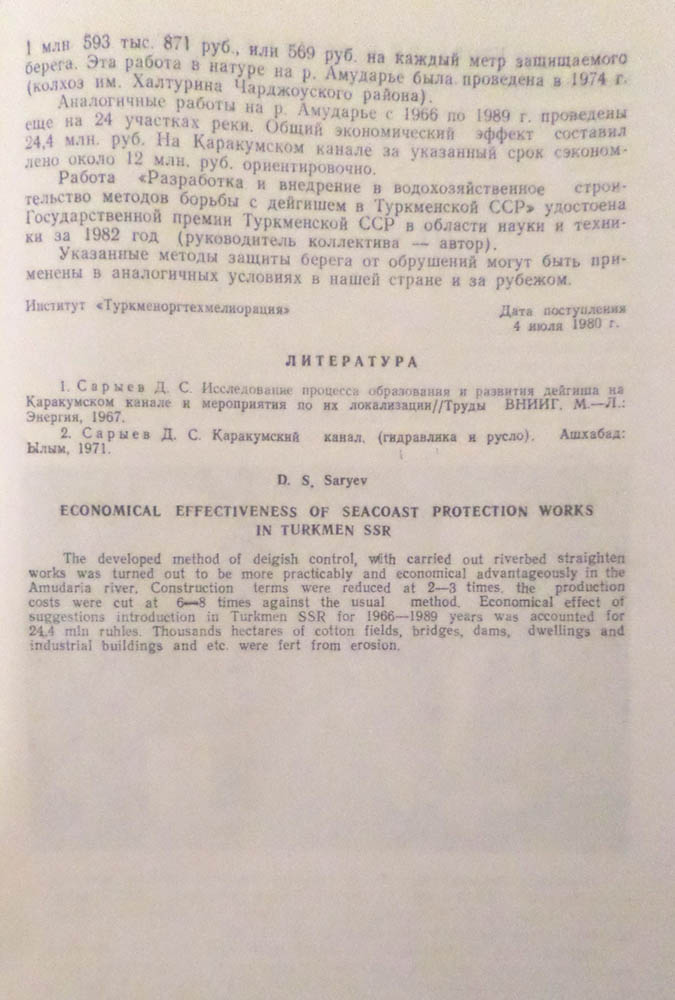 1 млн 593 тыс. 871 руб., или 569 руб. на каждый метр защищаемого
берега. Эта работа в натуре на р. Амударье была проведена в 1974 г.
(колхоз им. Халтурина Чарджоуского района).
Аналогичные работы на р. Амударье с 1966 по 1989 г. проведены
еще на 24 участках реки. Общий экономический эффект составил
24,4 млн. руб. На Каракумском канале за указанный срок сэконом-
лено около 12 млн. руб. ориентировочно.
Работа «Разработка и внедрение в водохозяйственное строи-
тельство методов борьбы с дейгишем в Туркменской ССР» удостоена
Государственной премии Туркменской ССР в области науки и техни-
ки за 1982 год (руководитель коллектива — автор).
Указанные методы защиты берега от обрушений могут быть при-
менены в аналогичных условиях в нашей стране и за рубежом.
Институт «Туркменоргтехмелиорация»
Дата поступления
4 июля 1980 г.
ЛИТЕРАТУРА
1. Сарыев Д. С. Исследование процесса образования и развития дейгиша на
Каракумском канале и мероприятия по их локализации//Труды ВНИИГ. М.—Л.:
Энергия, 1967.
2. Сарыев Д. С. Каракумский канал. (гидравлика и русло). Ашхабад:
Ылым, 1971.
D. S. Saryev
ECONOMICAL EFFECTIVENESS OF SEACOAST PROTECTION WORKS
IN TURKMEN SSR
The developed method of deigish control, with carried out riverbed straighten
works was turned out to be more practicably and economical advantageously in the
Amudaria river. Construction terms were reduced at 2—3 times. the production
costs were cut at 6—8 times against the usual method. Economical effect of
suggestions introduction in Turkmen SSR for 1966—1989 years was accounted for
24,4 mln rubles. Thousands hectares of cotton fields, bridges, dams, dwellings and
industrial buildings and etc. were fert from erosion.